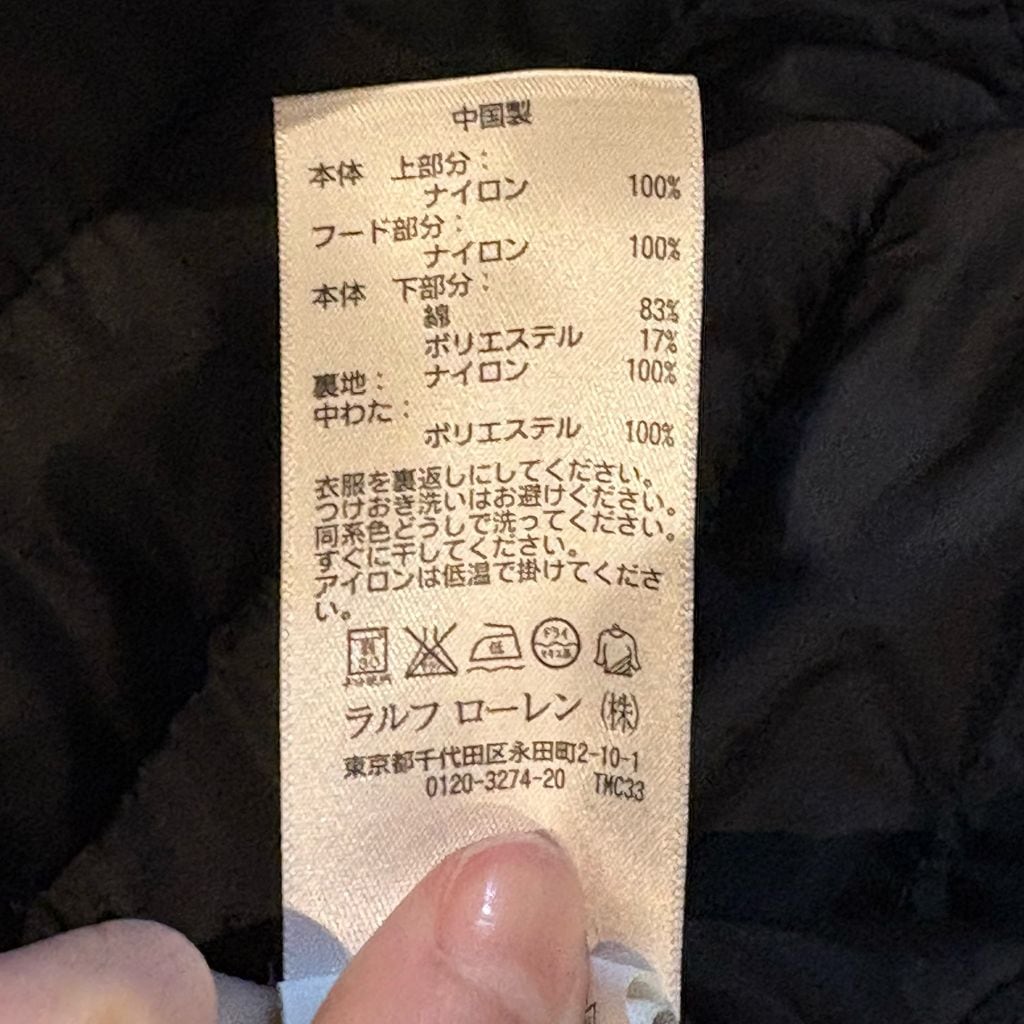 中国製
本体 上部分：
ナイロン 100%
フード部分：
ナイロン 100%
本体 下部分：
綿 83%
ポリエステル 17%
裏地： ナイロン 100%
中わた：
ポリエステル 100%
衣服を裏返しにしてください。
つけおき洗いはお避けください。
同系色どうしで洗ってください。
すぐに干してください。
アイロンは低温で掛けてくださ
い。
低 ドライ
ラルフ ローレン (株)
東京都千代田区永田町2-10-1
0120-3274-20 TMC33